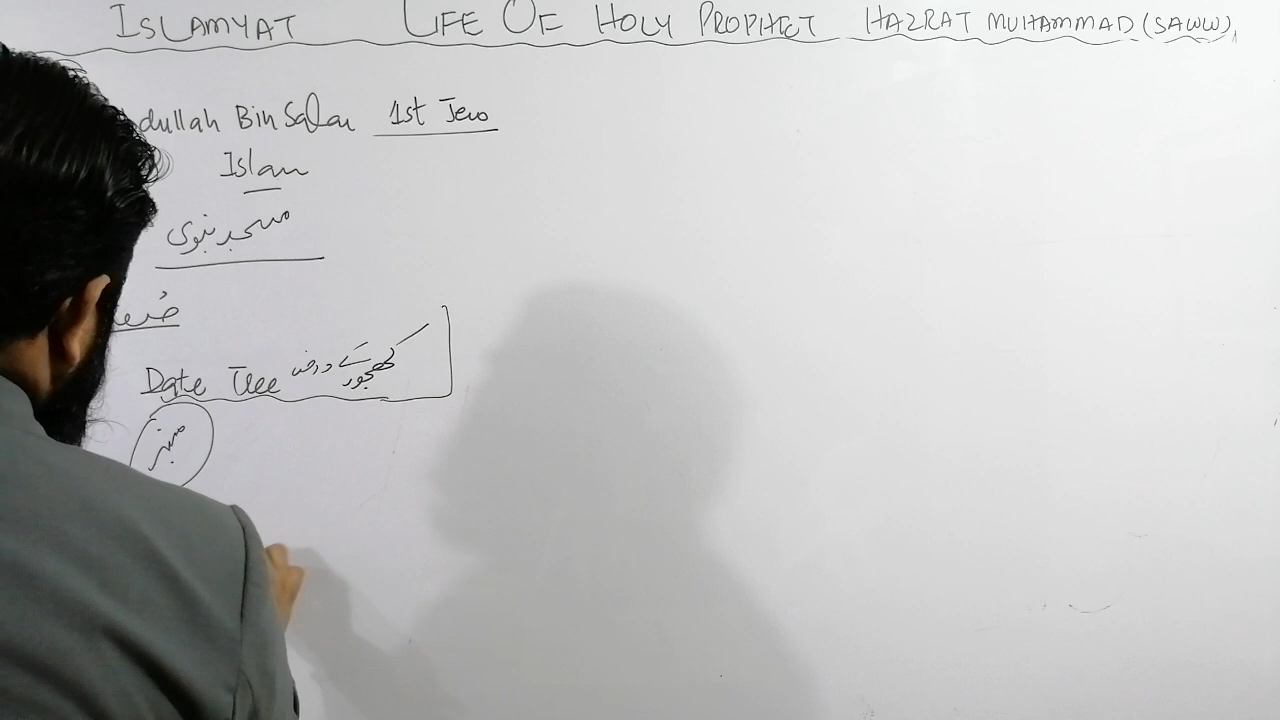 ISLAMYAT LIFE OF HOLY PROPHET HAZRAT MUHAMMAD (SAWW)
dullah Bin Salam 1st Jew
Islam
مسجد نبوی
Date Tree کھجور کے درخت
منبر